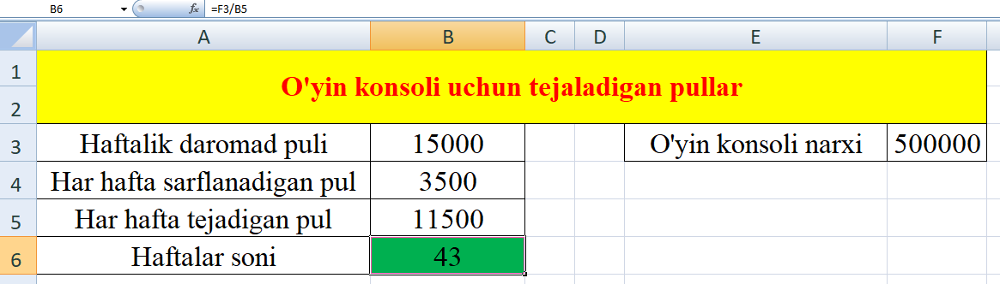 B6 fx =F3/B5
A B C D E F
1 O'yin konsoli uchun tejaladigan pullar
2
3 Haftalik daromad puli 15000 O'yin konsoli narxi 500000
4 Har hafta sarflanadigan pul 3500
5 Har hafta tejadigan pul 11500
6 Haftalar soni 43